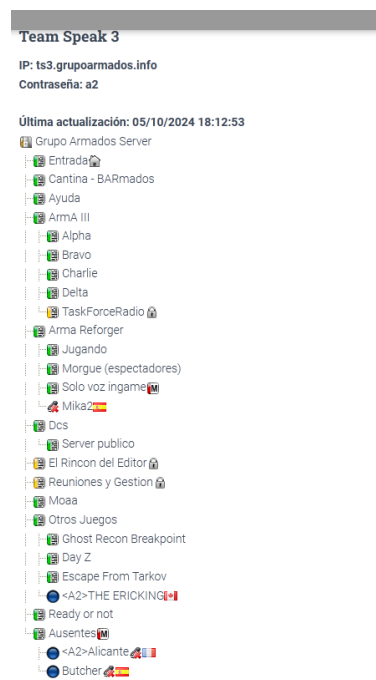 Team Speak 3
IP: ts3.grupoarmados.info
Contraseña: a2
Última actualización: 05/10/2024 18:12:53
Grupo Armados Server
Entrada
Cantina - BARmados
Ayuda
ArmA III
Alpha
Bravo
Charlie
Delta
TaskForceRadio
Arma Reforger
Jugando
Morgue (espectadores)
Solo voz ingame M
Mika2
Dcs
Server publico
El Rincon del Editor
Reuniones y Gestion
Moaa
Otros Juegos
Ghost Recon Breakpoint
Day Z
Escape From Tarkov
<A2>THE ERICKING
Ready or not
Ausentes M
<A2>Alicante
Butcher